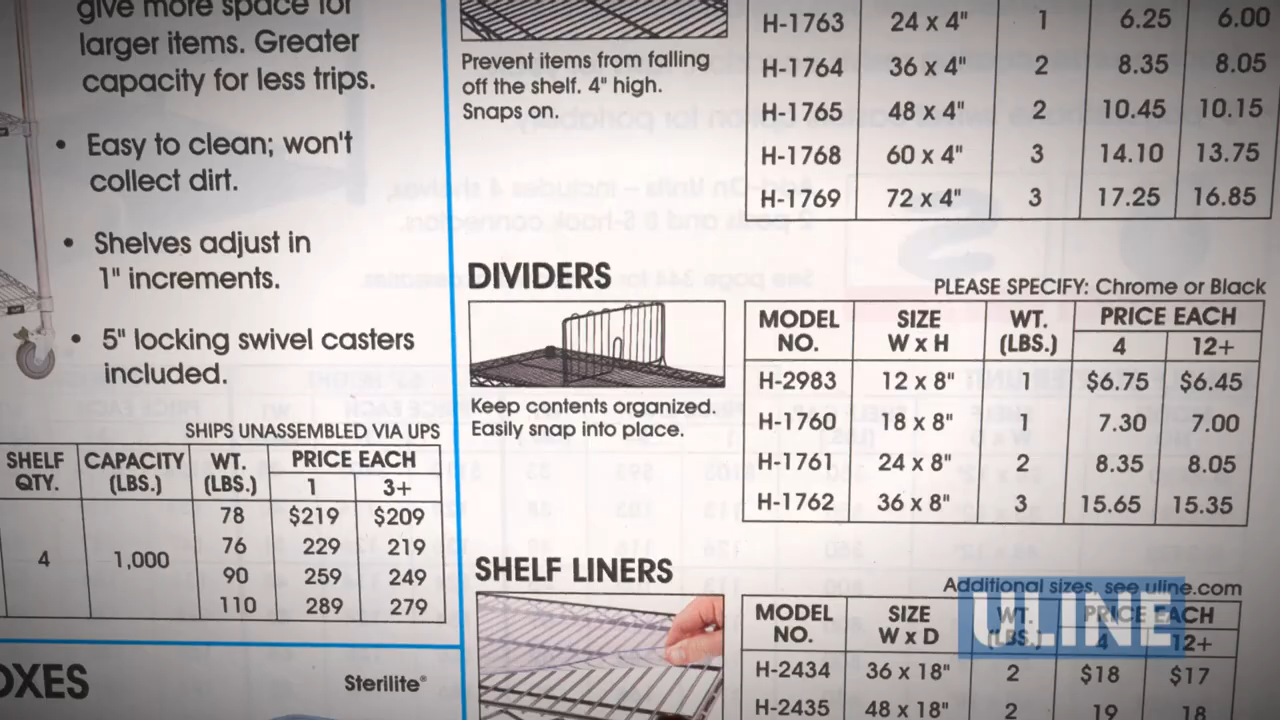 give more space for
larger items. Greater
capacity for less trips.
• Easy to clean; won't
collect dirt.
• Shelves adjust in
1" increments.
• 5" locking swivel casters
included.
SHIPS UNASSEMBLED VIA UPS
SHELF QTY. CAPACITY (LBS.) WT. (LBS.) PRICE EACH
1 3+
78 $219 $209
76 229 219
4 1,000
90 259 249
110 289 279
OXES
Sterilite®
Prevent items from falling
off the shelf. 4" high.
Snaps on.
H-1763 24 x 4" 1 6.25 6.00
H-1764 36 x 4" 2 8.35 8.05
H-1765 48 x 4" 2 10.45 10.15
H-1768 60 x 4" 3 14.10 13.75
H-1769 72 x 4" 3 17.25 16.85
DIVIDERS
Keep contents organized.
Easily snap into place.
PLEASE SPECIFY: Chrome or Black
MODEL NO. SIZE W x H WT. (LBS.) PRICE EACH
4 12+
H-2983 12 x 8" 1 $6.75 $6.45
H-1760 18 x 8" 1 7.30 7.00
H-1761 24 x 8" 2 8.35 8.05
H-1762 36 x 8" 3 15.65 15.35
SHELF LINERS
Additional sizes, see uline.com
MODEL NO. SIZE W x D WT. (LBS.) PRICE EACH
4 12+
H-2434 36 x 18" 2 $18 $17
H-2435 48 x 18" 2 19 18
ULINE